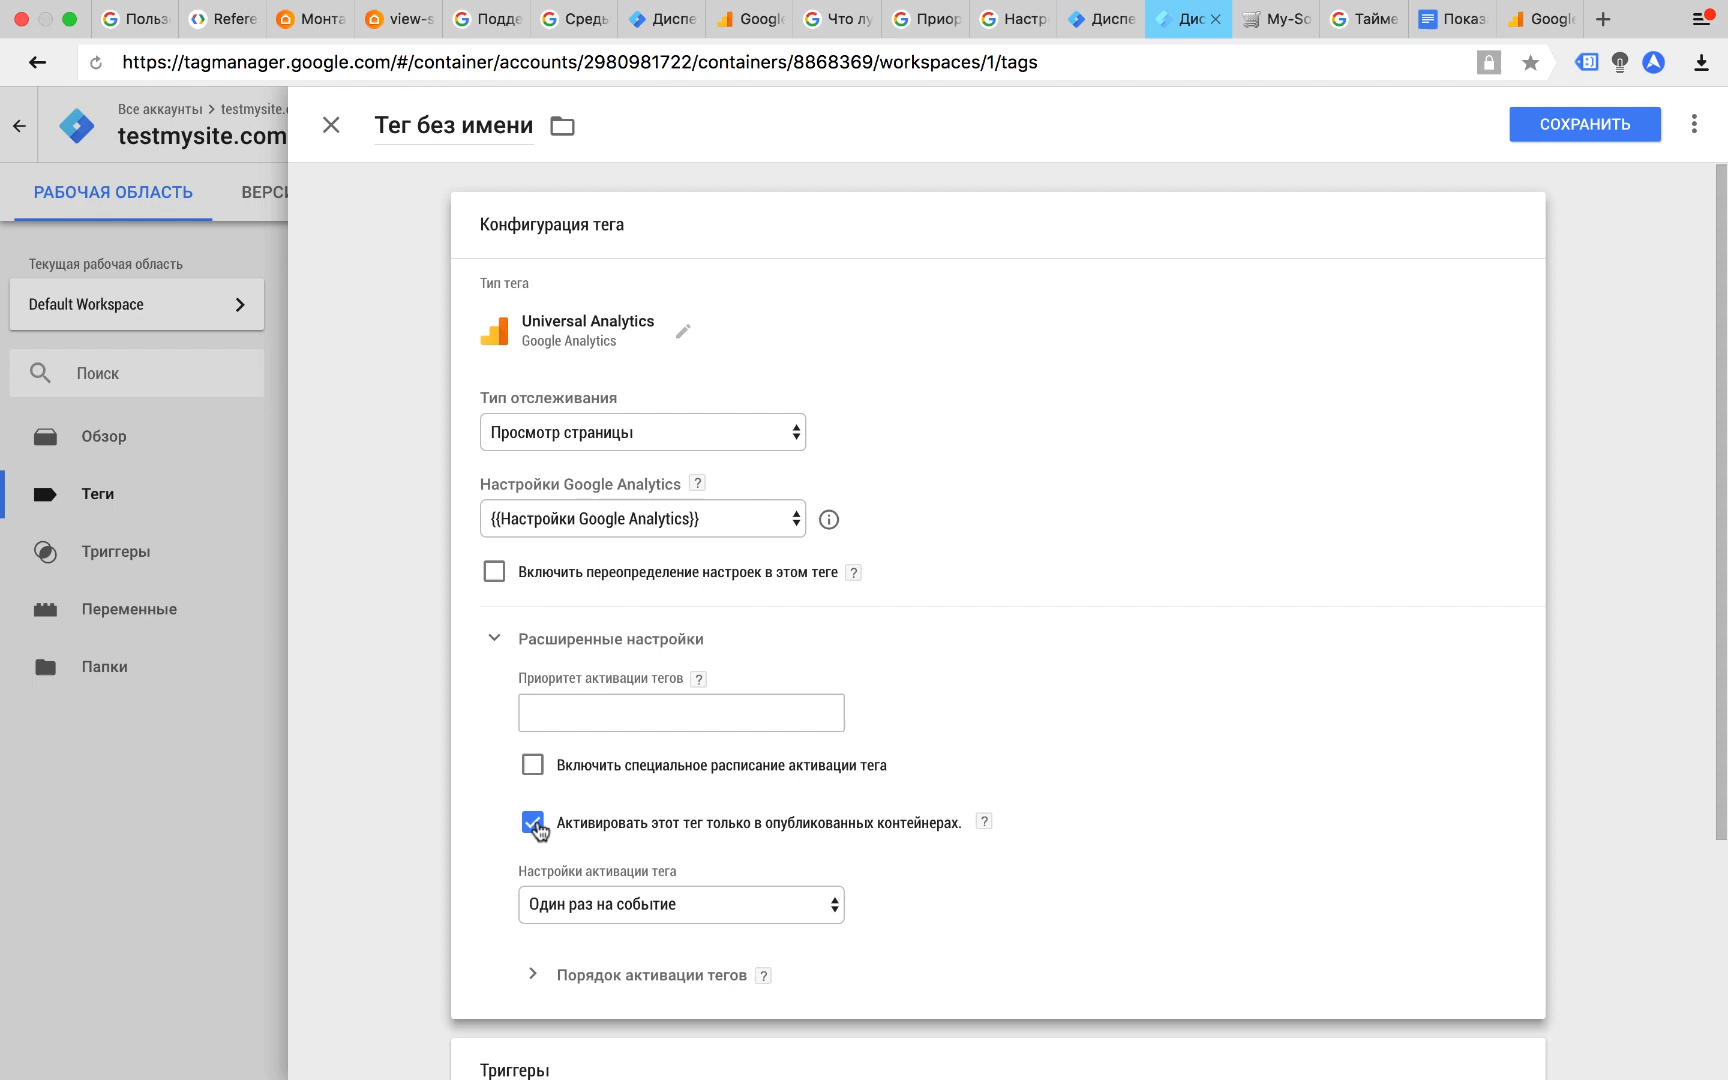 Польз
Refere
Монта
view-s
Подде
Средь
Диспе
Google
Что лу
Приор
Настр
Диспе
Дис
My-So
Тайме
Показ
Google
https://tagmanager.google.com/#/container/accounts/2980981722/containers/8868369/workspaces/1/tags
Все аккаунты > testmysite.
testmysite.com
Тег без имени
СОХРАНИТЬ
РАБОЧАЯ ОБЛАСТЬ
ВЕРСИ
Текущая рабочая область
Default Workspace
Поиск
Обзор
Теги
Триггеры
Переменные
Папки
Конфигурация тега
Тип тега
Universal Analytics
Google Analytics
Тип отслеживания
Просмотр страницы
Настройки Google Analytics ?
{{Настройки Google Analytics}}
Включить переопределение настроек в этом теге ?
Расширенные настройки
Приоритет активации тегов ?
Включить специальное расписание активации тега
Активировать этот тег только в опубликованных контейнерах. ?
Настройки активации тега
Один раз на событие
Порядок активации тегов ?
Триггеры